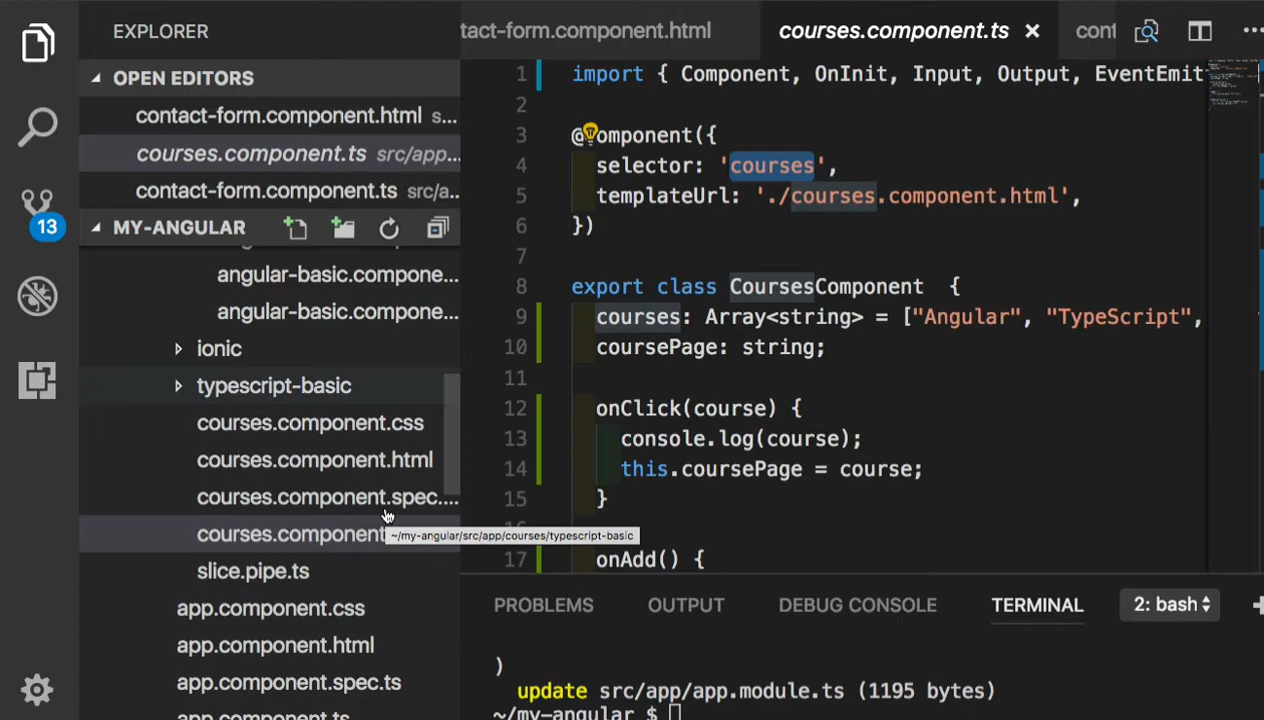 EXPLORER
OPEN EDITORS
contact-form.component.html s...
courses.component.ts src/app...
contact-form.component.ts src/a...
13
MY-ANGULAR
angular-basic.compone...
angular-basic.compone...
ionic
typescript-basic
courses.component.css
courses.component.html
courses.component.spec....
courses.component
~/my-angular/src/app/courses/typescript-basic
slice.pipe.ts
app.component.css
app.component.html
app.component.spec.ts
app.component.ts
tact-form.component.html
courses.component.ts
cont
1 import { Component, OnInit, Input, Output, EventEmit
2
3 @omponent({
4 selector: 'courses',
5 templateUrl: './courses.component.html',
6 })
7
8 export class CoursesComponent {
9 courses: Array<string> = ["Angular", "TypeScript",
10 coursePage: string;
11
12 onClick(course) {
13 console.log(course);
14 this.coursePage = course;
15 }
17 onAdd() {
PROBLEMS OUTPUT DEBUG CONSOLE TERMINAL 2: bash
)
update src/app/app.module.ts (1195 bytes)
~/my-angular $